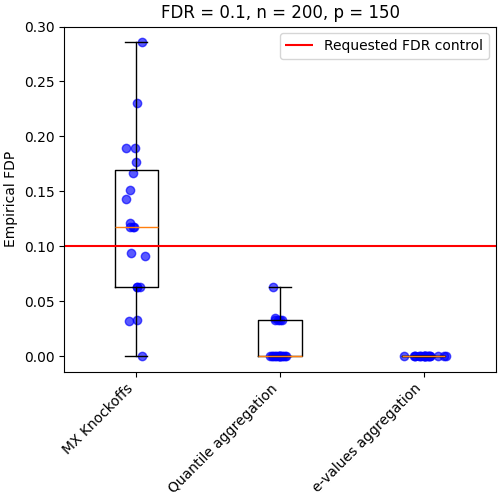 FDR = 0.1, n = 200, p = 150
Requested FDR control
Empirical FDP
0.30
0.25
0.20
0.15
0.10
0.05
0.00
MX Knockoffs
Quantile aggregation
e-values aggregation